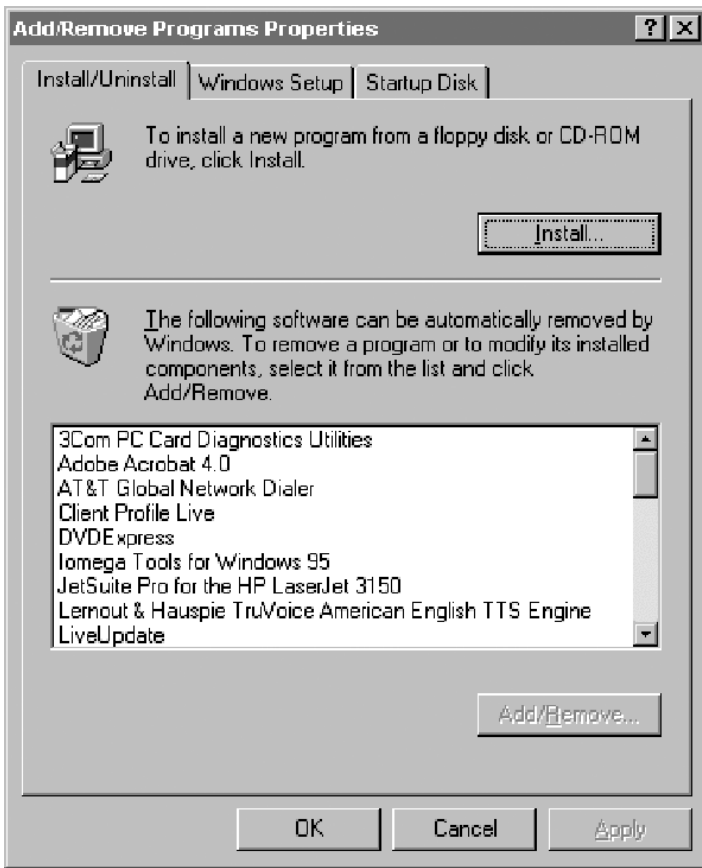 Add/Remove Programs Properties
Install/Uninstall Windows Setup Startup Disk
To install a new program from a floppy disk or CD-ROM
drive, click Install.
Install...
The following software can be automatically removed by
Windows. To remove a program or to modify its installed
components, select it from the list and click
Add/Remove.
3Com PC Card Diagnostics Utilities
Adobe Acrobat 4.0
AT&T Global Network Dialer
Client Profile Live
DVDExpress
Iomega Tools for Windows 95
JetSuite Pro for the HP LaserJet 3150
Lernout & Hauspie TruVoice American English TTS Engine
LiveUpdate
Add/Remove...
OK Cancel Apply